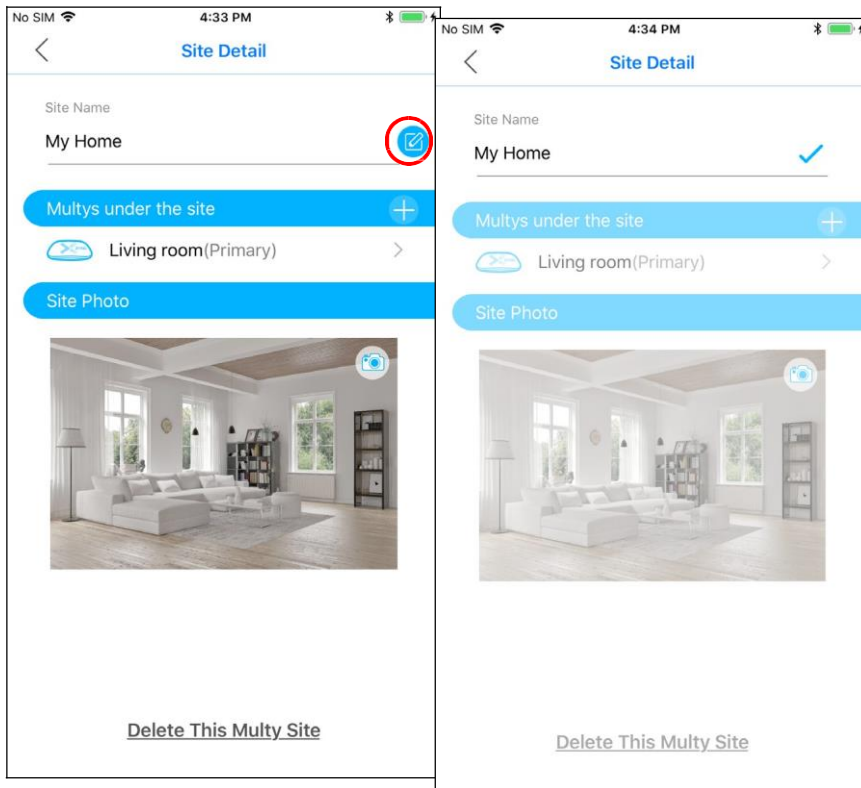 No SIM 4:33 PM
Site Detail
Site Name
My Home
Multys under the site
Living room(Primary)
Site Photo
Delete This Multy Site
No SIM 4:34 PM
Site Detail
Site Name
My Home
Multys under the site
Living room(Primary)
Site Photo
Delete This Multy Site